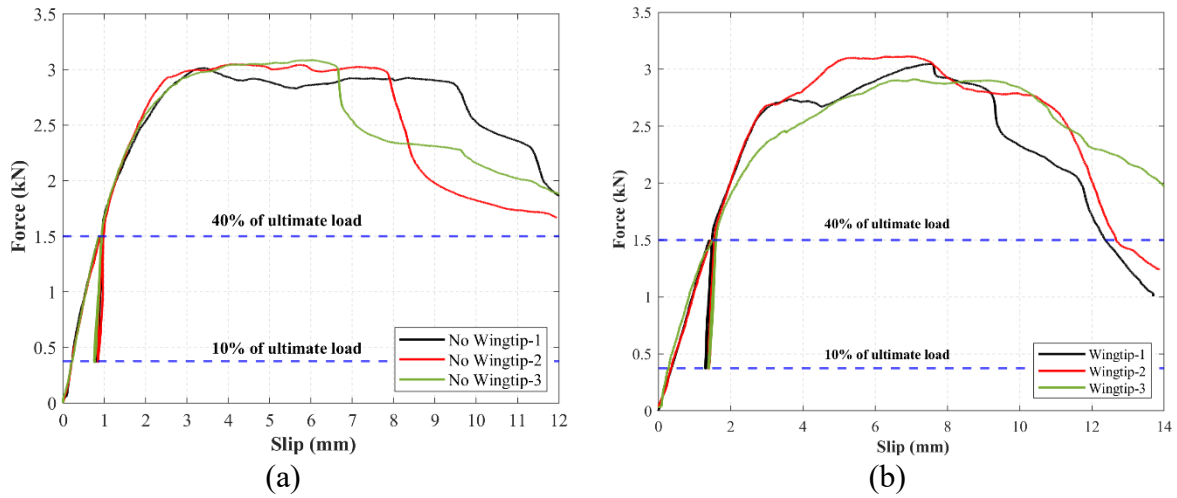 3.5
3
2.5
2
1.5
1
0.5
0
Force (kN)
40% of ultimate load
10% of ultimate load
No Wingtip-1
No Wingtip-2
No Wingtip-3
0 1 2 3 4 5 6 7 8 9 10 11 12
Slip (mm)
(a)
3.5
3
2.5
2
1.5
1
0.5
0
Force (kN)
40% of ultimate load
10% of ultimate load
Wingtip-1
Wingtip-2
Wingtip-3
0 2 4 6 8 10 12 14
Slip (mm)
(b)